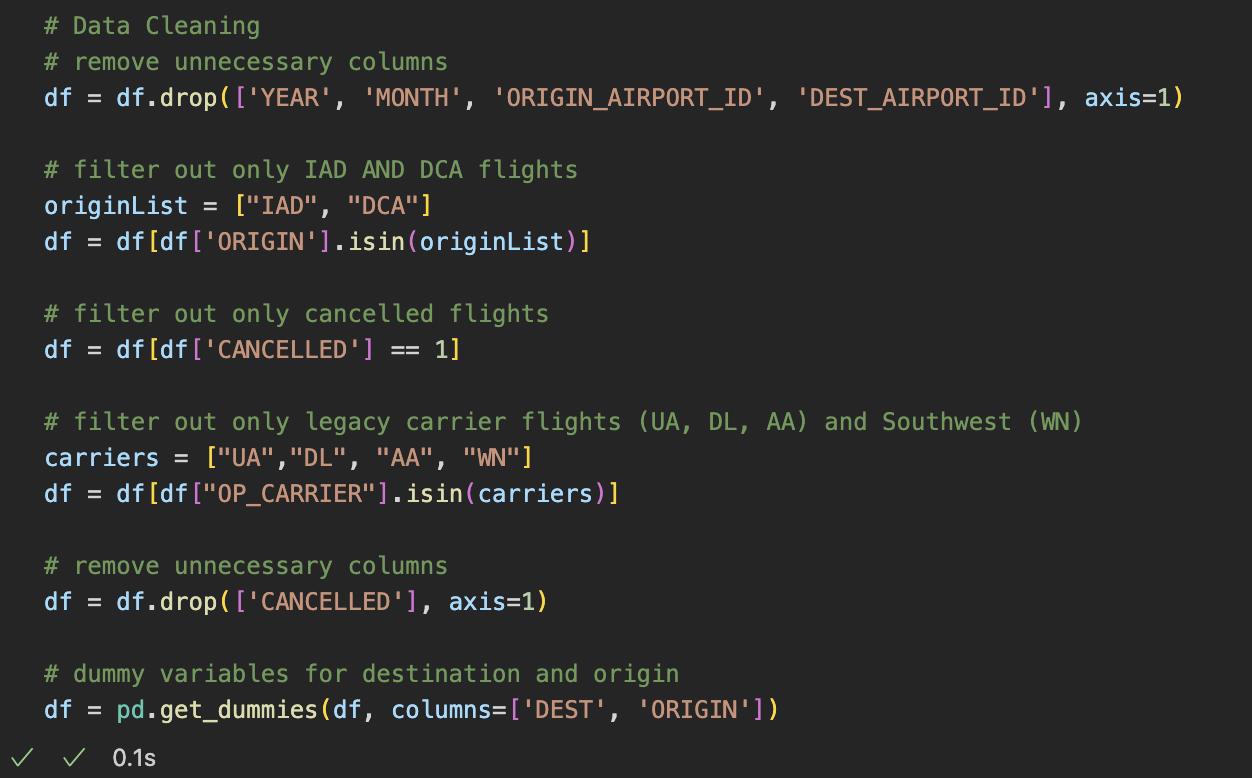 # Data Cleaning
# remove unnecessary columns
df = df.drop(['YEAR', 'MONTH', 'ORIGIN_AIRPORT_ID', 'DEST_AIRPORT_ID'], axis=1)
# filter out only IAD AND DCA flights
originList = ["IAD", "DCA"]
df = df[df['ORIGIN'].isin(originList)]
# filter out only cancelled flights
df = df[df['CANCELLED'] == 1]
# filter out only legacy carrier flights (UA, DL, AA) and Southwest (WN)
carriers = ["UA","DL", "AA", "WN"]
df = df[df["OP_CARRIER"].isin(carriers)]
# remove unnecessary columns
df = df.drop(['CANCELLED'], axis=1)
# dummy variables for destination and origin
df = pd.get_dummies(df, columns=['DEST', 'ORIGIN'])
✓ ✓ 0.1s